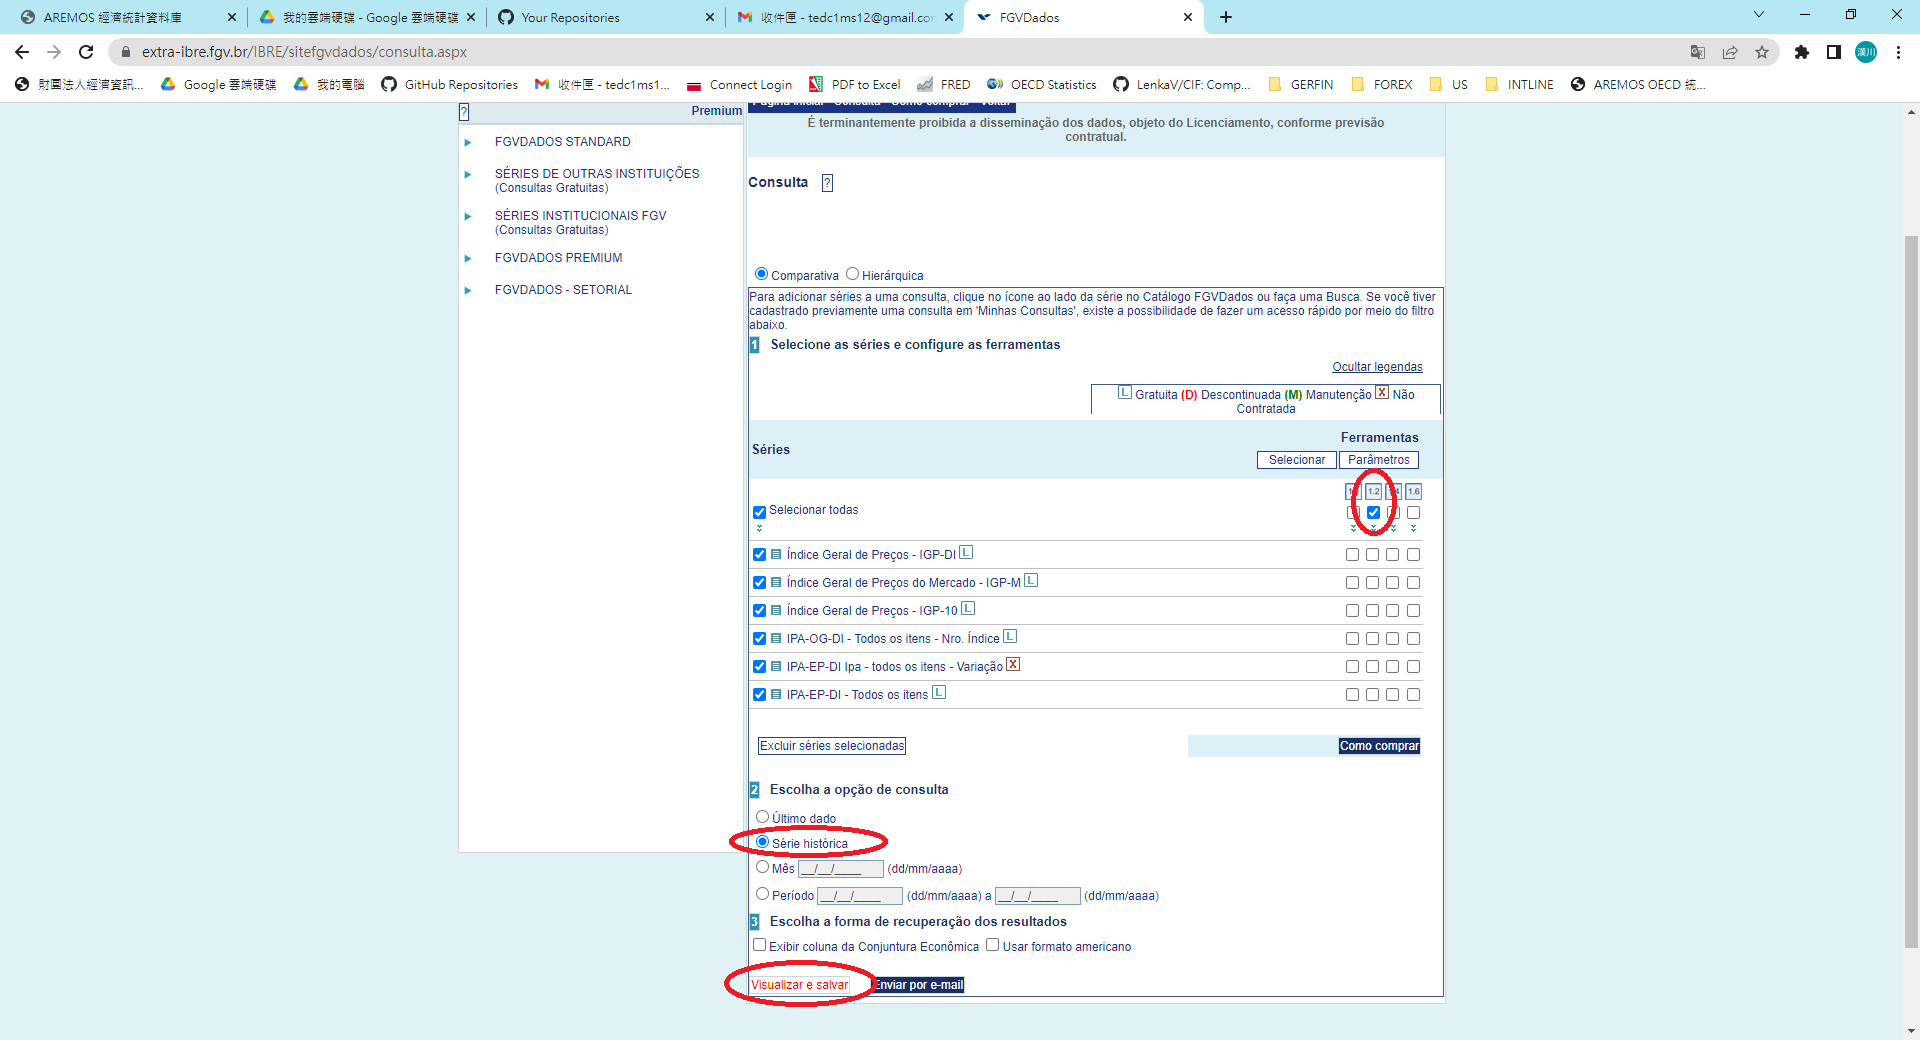 AREMOS 經濟統計資料庫
我的雲端硬碟 - Google 雲端硬碟
Your Repositories
收件匣 - tedc1ms12@gmail.cor
FGVDados
extra-ibre.fgv.br/IBRE/sitefgvdados/consulta.aspx
漢川
財團法人經濟資訊...
Google 雲端硬碟
我的電腦
GitHub Repositories
收件匣 - tedc1ms1...
Connect Login
PDF to Excel
FRED
OECD Statistics
LenkaV/CIF: Comp...
GERFIN
FOREX
US
INTLINE
AREMOS OECD 統...
? Premium
FGVDADOS STANDARD
SÉRIES DE OUTRAS INSTITUIÇÕES
(Consultas Gratuitas)
SÉRIES INSTITUCIONAIS FGV
(Consultas Gratuitas)
FGVDADOS PREMIUM
FGVDADOS - SETORIAL
Página Inicial Consulta Como comprar Voltar
É terminantemente proibida a disseminação dos dados, objeto do Licenciamento, conforme previsão
contratual.
Consulta ?
Comparativa Hierárquica
Para adicionar séries a uma consulta, clique no ícone ao lado da série no Catálogo FGVDados ou faça uma Busca. Se você tiver
cadastrado previamente uma consulta em 'Minhas Consultas', existe a possibilidade de fazer um acesso rápido por meio do filtro
abaixo.
1 Selecione as séries e configure as ferramentas
Ocultar legendas
L Gratuita (D) Descontinuada (M) Manutenção X Não
Contratada
Séries
Ferramentas
Selecionar Parâmetros
1.2 1.6
Selecionar todas
Índice Geral de Preços - IGP-DI L
Índice Geral de Preços do Mercado - IGP-M L
Índice Geral de Preços - IGP-10 L
IPA-OG-DI - Todos os itens - Nro. Índice L
IPA-EP-DI Ipa - todos os itens - Variação X
IPA-EP-DI - Todos os itens L
Excluir séries selecionadas
Como comprar
2 Escolha a opção de consulta
Último dado
Série histórica
Mês __/__/____ (dd/mm/aaaa)
Período __/__/____ (dd/mm/aaaa) a __/__/____ (dd/mm/aaaa)
3 Escolha a forma de recuperação dos resultados
Exibir coluna da Conjuntura Econômica Usar formato americano
Visualizar e salvar
Enviar por e-mail